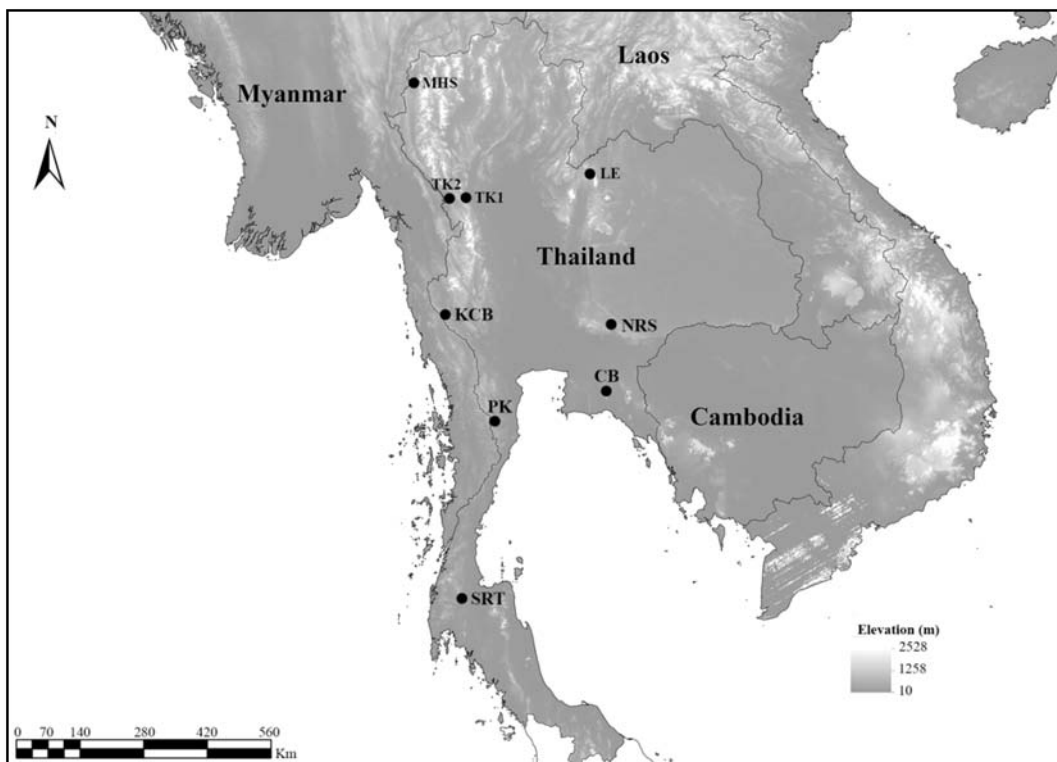 Laos
MHS
Myanmar
N
LE
TK2
TK1
Thailand
KCB
NRS
CB
PK
Cambodia
SRT
Elevation (m)
2528
1258
10
0 70 140 280 420 560
Km